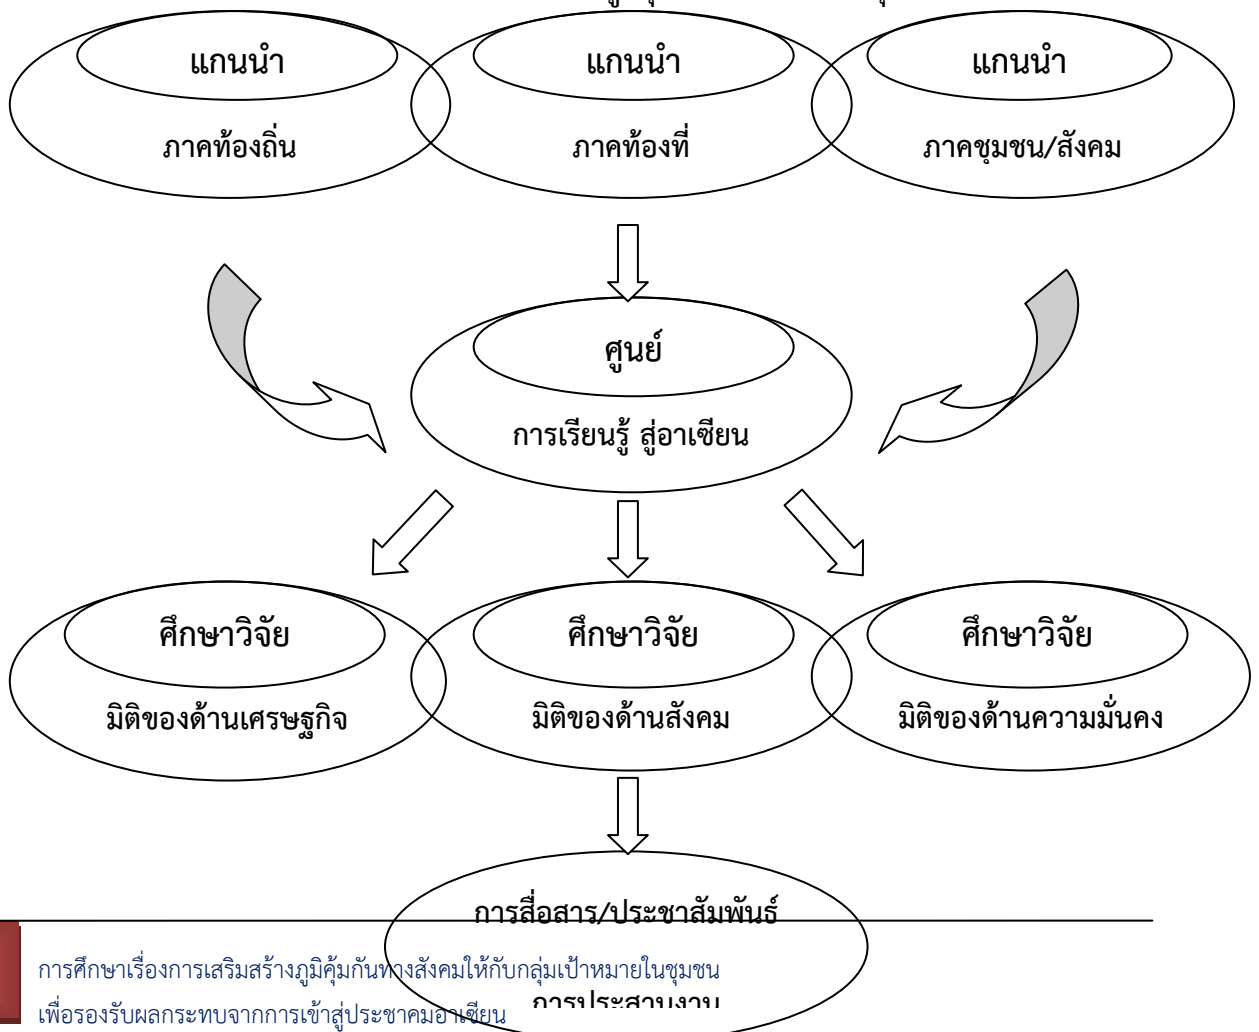 แกนนำ แกนนำ แกนนำ
ภาคท้องถิ่น ภาคท้องที่ ภาคชุมชน/สังคม
ศูนย์
การเรียนรู้ สู่อาเซียน
ศึกษาวิจัย ศึกษาวิจัย ศึกษาวิจัย
มิติของด้านเศรษฐกิจ มิติของด้านสังคม มิติของด้านความมั่นคง
การสื่อสาร/ประชาสัมพันธ์
การศึกษาเรื่องการเสริมสร้างภูมิคุ้มกันทางสังคมให้กับกลุ่มเป้าหมายในชุมชน
การประสานงาน
เพื่อรองรับผลกระทบจากการเข้าสู่ประชาคมอาเซียน